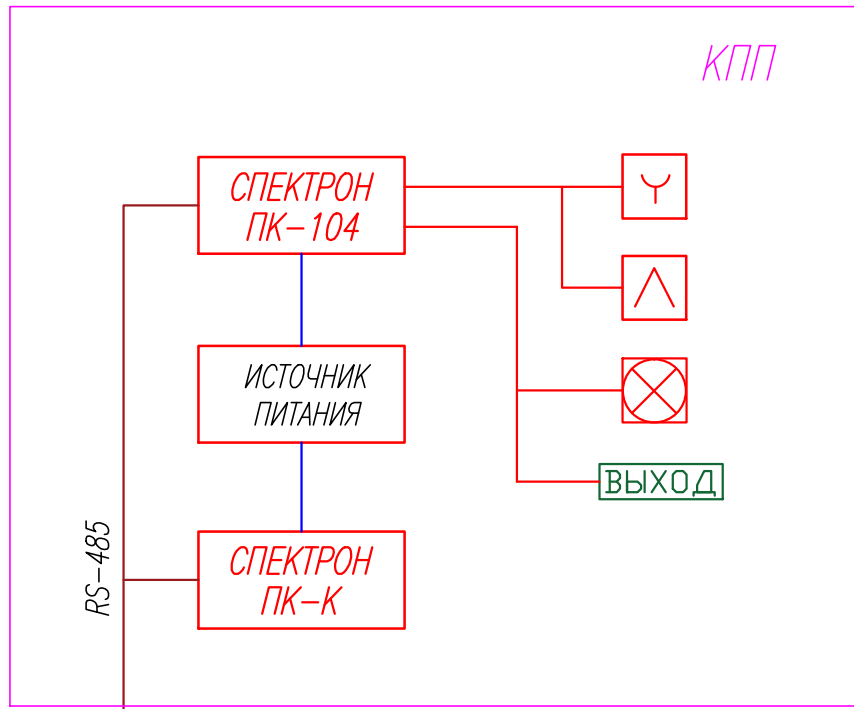 КПП
СПЕКТРОН
ПК-104
ИСТОЧНИК
ПИТАНИЯ
ВЫХОД
СПЕКТРОН
ПК-К
RS-485